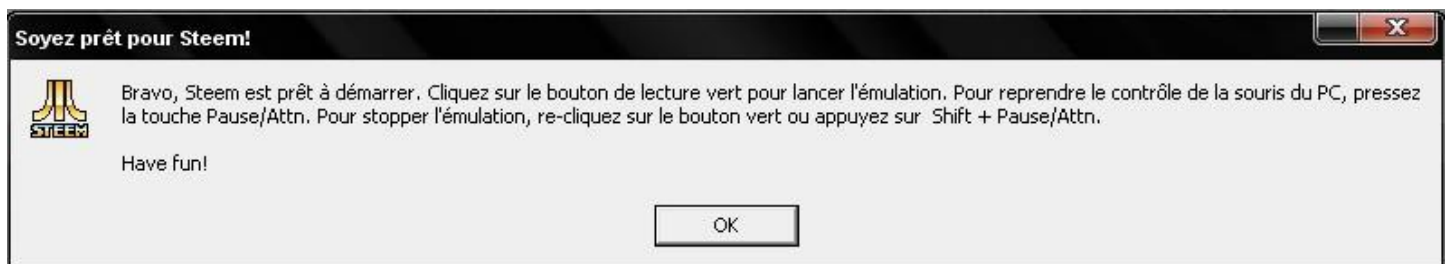 Soyez prêt pour Steem!
Bravo, Steem est prêt à démarrer. Cliquez sur le bouton de lecture vert pour lancer l'émulation. Pour reprendre le contrôle de la souris du PC, pressez
la touche Pause/Attn. Pour stopper l'émulation, re-cliquez sur le bouton vert ou appuyez sur  Shift + Pause/Attn.
STEEM
Have fun!
OK